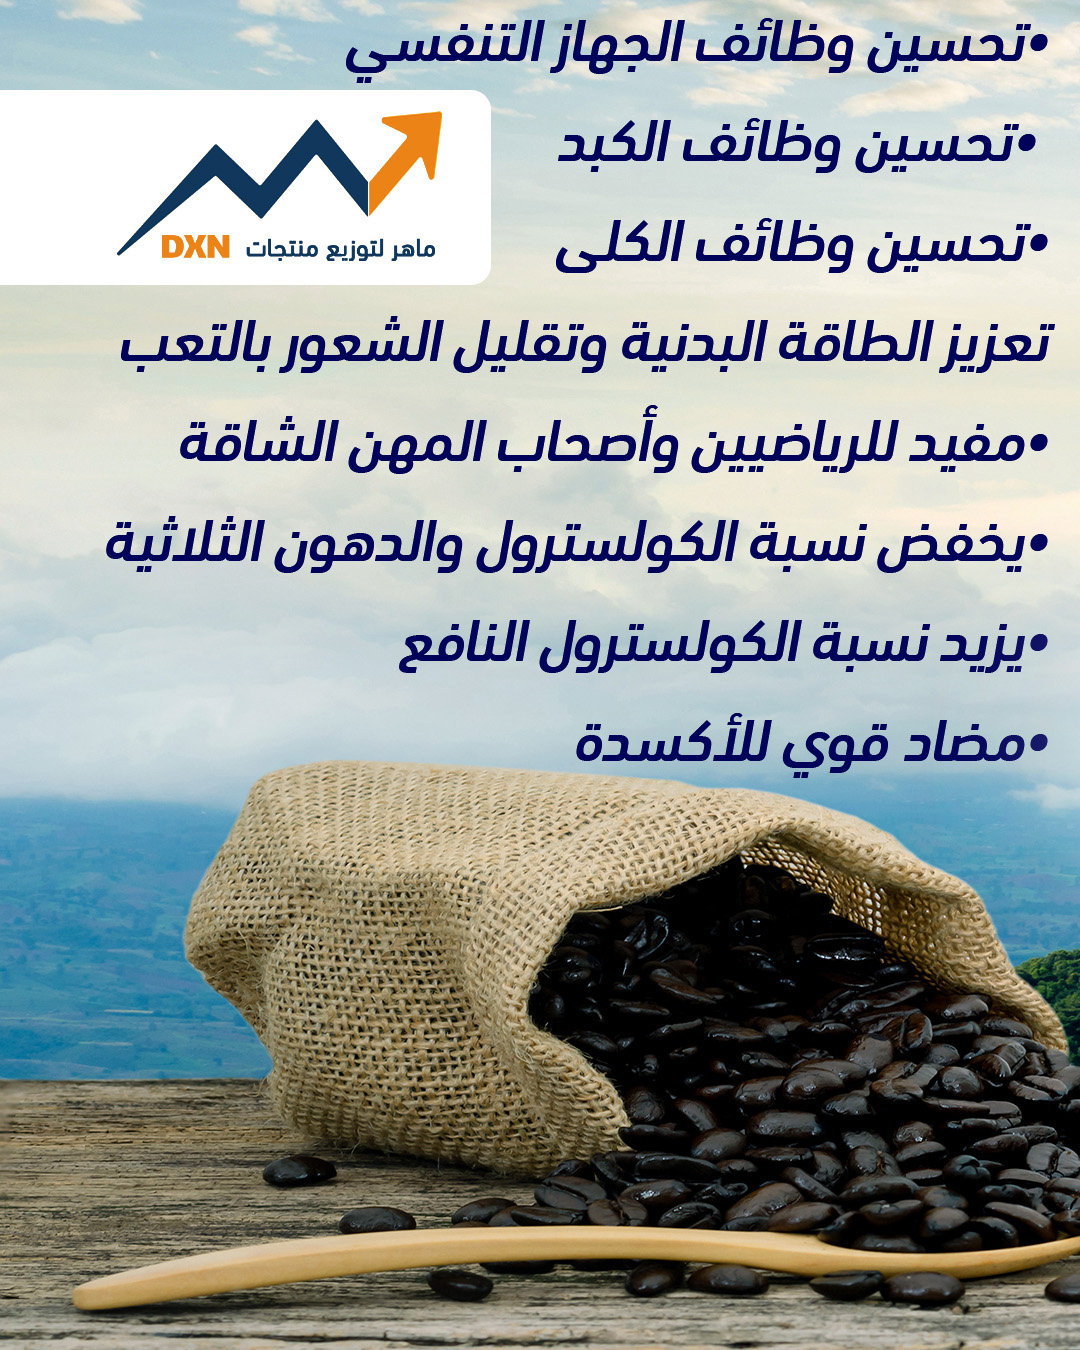 •تحسين وظائف الجهاز التنفسي
•تحسين وظائف الكبد
•تحسين وظائف الكلى
ماهر لتوزيع منتجات DXN
تعزيز الطاقة البدنية وتقليل الشعور بالتعب
•مفيد للرياضيين وأصحاب المهن الشاقة
•يخفض نسبة الكولسترول والدهون الثلاثية
•يزيد نسبة الكولسترول النافع
•مضاد قوي للأكسدة